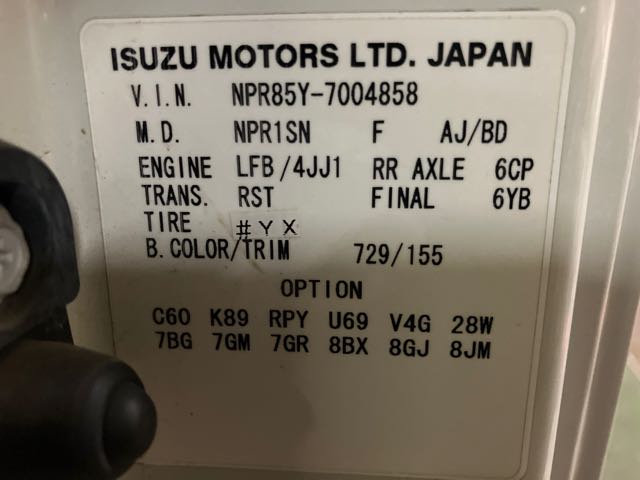 ISUZU MOTORS LTD. JAPAN
V.I.N. NPR85Y-7004858
M.D. NPR1SN F AJ/BD
ENGINE LFB/4JJ1 RR AXLE 6CP
TRANS. RST FINAL 6YB
TIRE #YX
B.COLOR/TRIM 729/155
OPTION
C60 K89 RPY U69 V4G 28W
7BG 7GM 7GR 8BX 8GJ 8JM